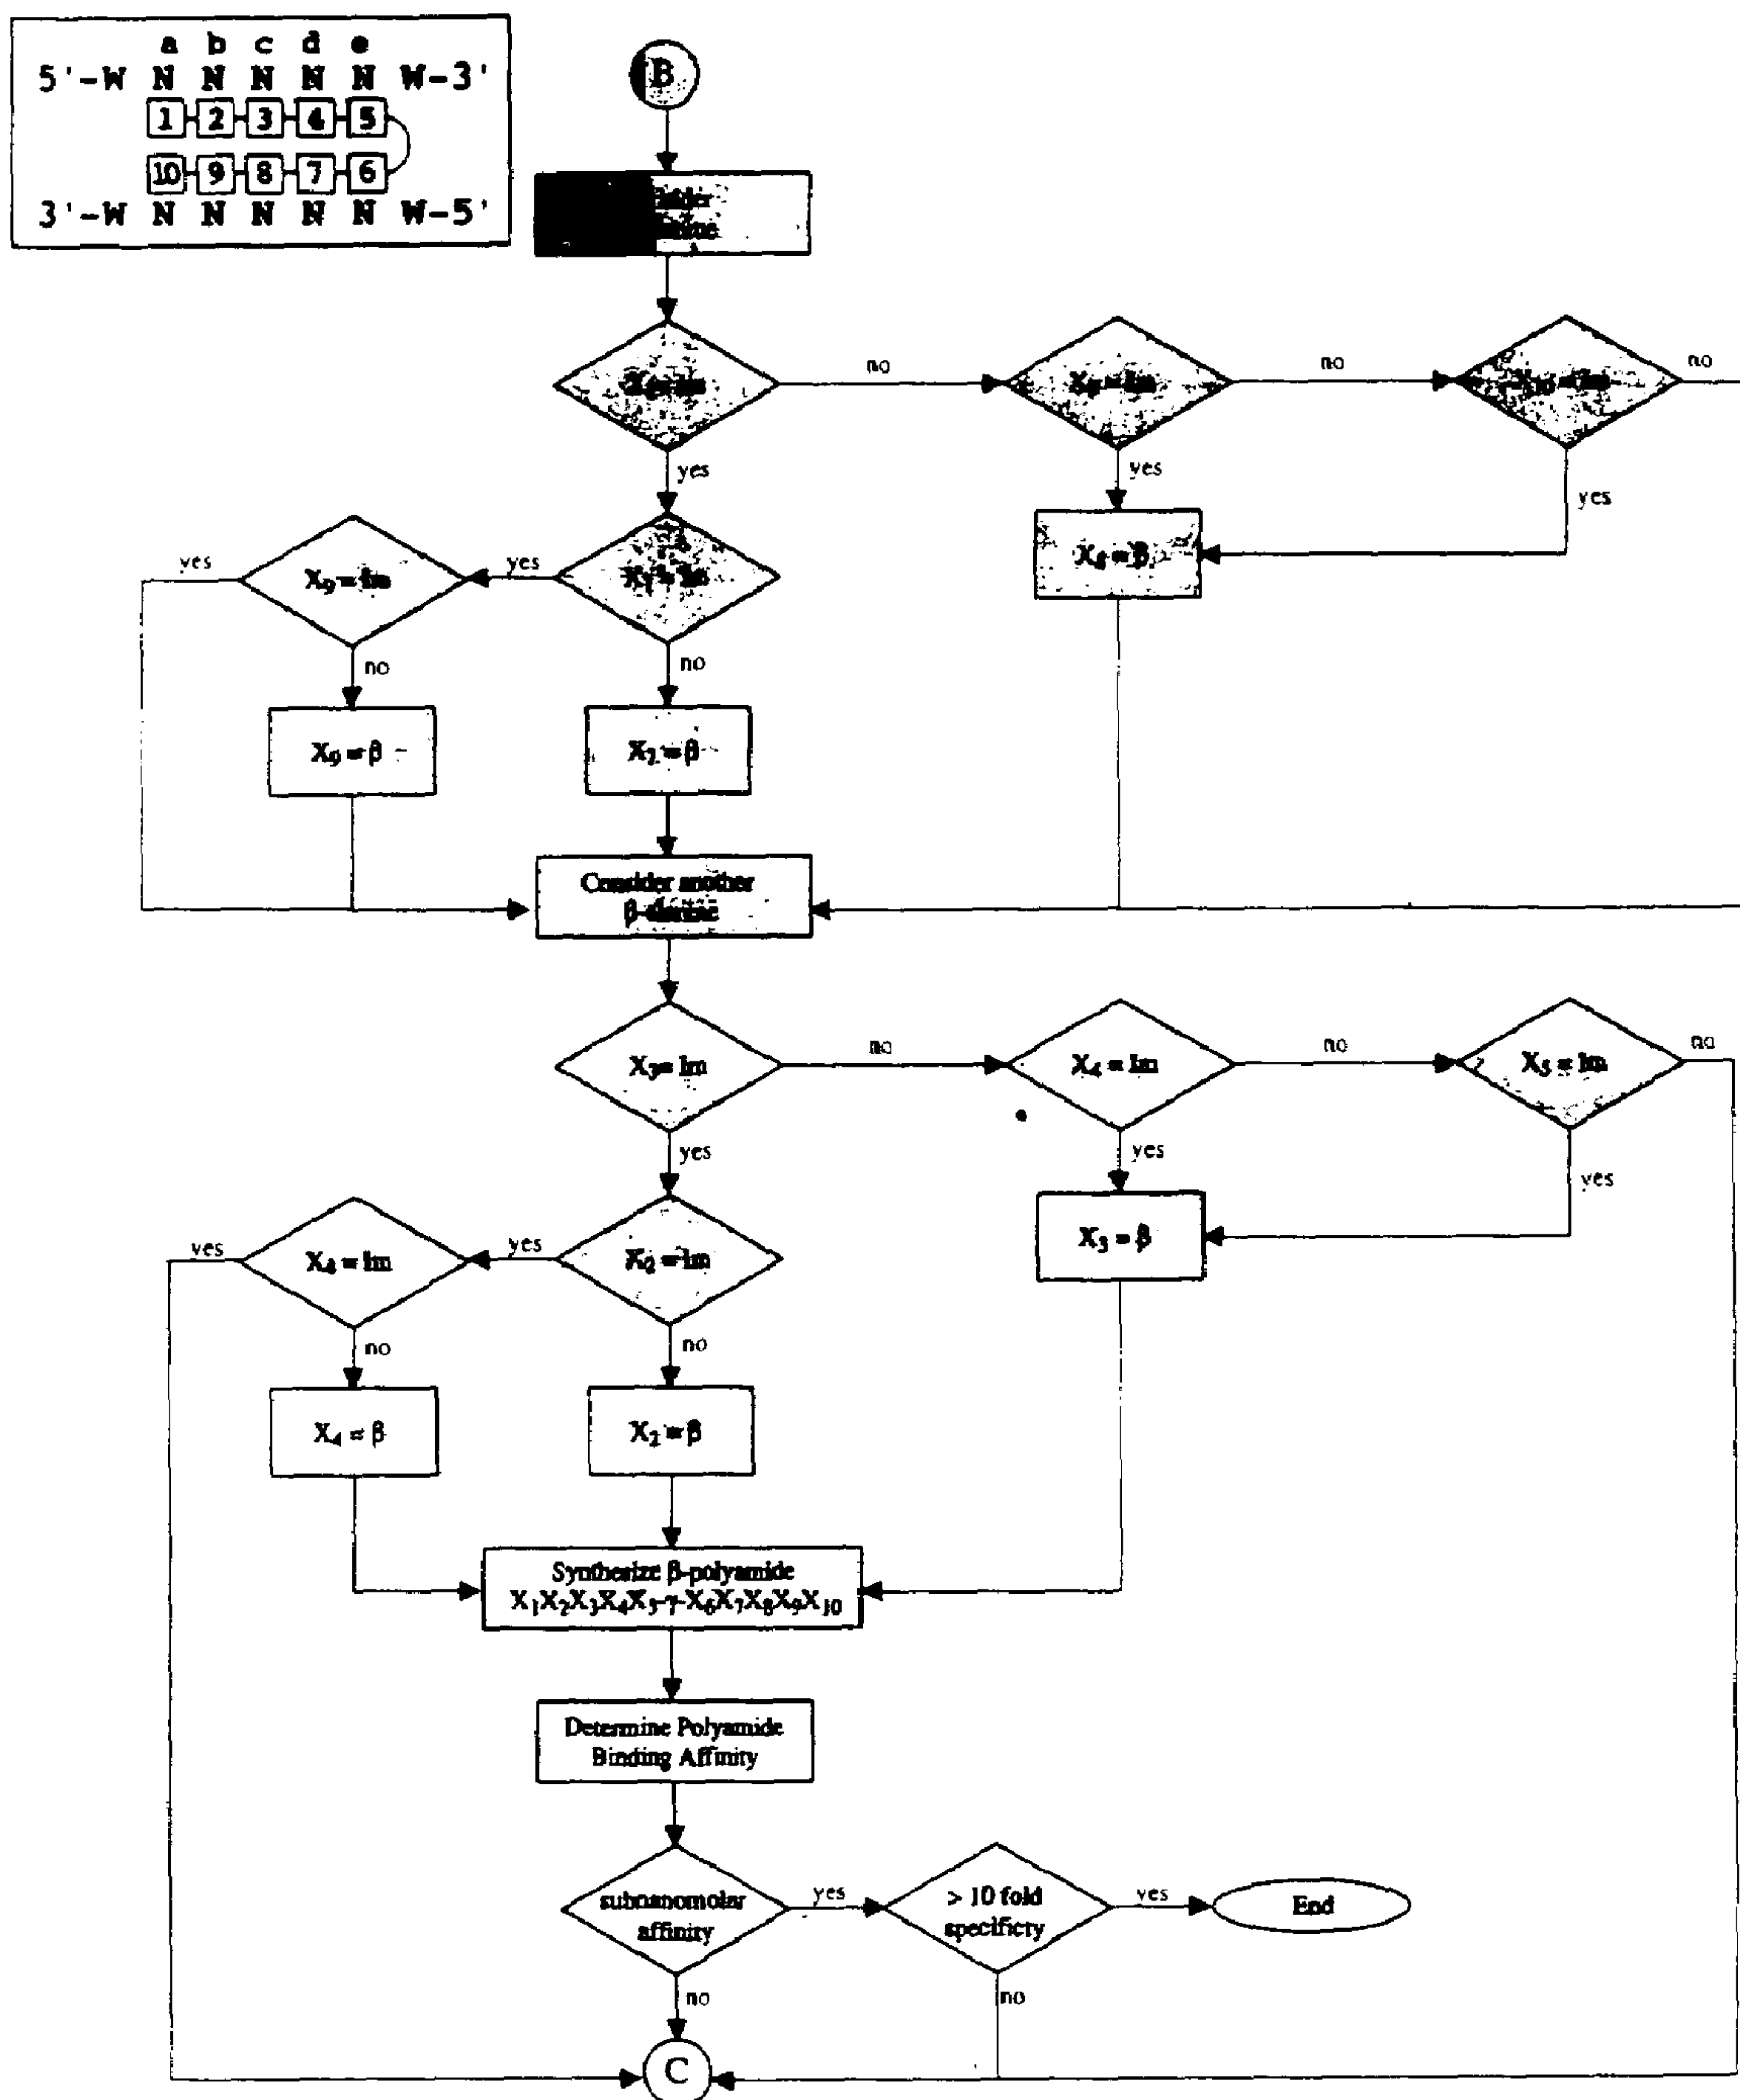 a b c d e
5'-W N N N N N W-3'
1 2 3 4 5
10 9 8 7 6
3'-W N N N N N W-5'
B
no
no
no
yes
yes
yes
yes
X9 = Im
yes
no
no
X9 = β
X2 = β
Consider another
β-alanine
X3 = Im
no
X4 = Im
no
X5 = Im
no
yes
yes
yes
X3 = β
yes
X8 = Im
yes
X2 = Im
no
no
X4 = β
X2 = β
Synthesize β-polyamide
X1X2X3X4X5-γ-X6X7X8X9X10
Determine Polyamide
Binding Affinity
subnanomolar
affinity
yes
> 10 fold
specificty
yes
End
no
no
C